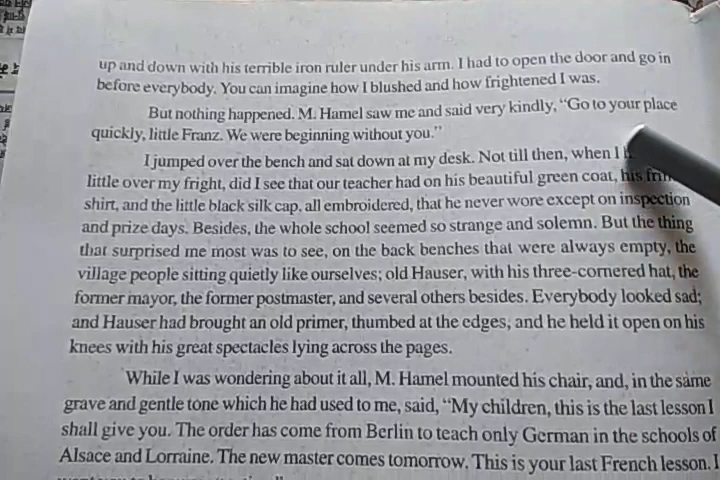 up and down with his terrible iron ruler under his arm. I had to open the door and go in
before everybody. You can imagine how I blushed and how frightened I was.
But nothing happened. M. Hamel saw me and said very kindly, “Go to your place
quickly, little Franz. We were beginning without you.”
I jumped over the bench and sat down at my desk. Not till then, when I
little over my fright, did I see that our teacher had on his beautiful green coat, his
shirt, and the little black silk cap, all embroidered, that he never wore except on inspection
and prize days. Besides, the whole school seemed so strange and solemn. But the thing
that surprised me most was to see, on the back benches that were always empty, the
village people sitting quietly like ourselves; old Hauser, with his three-cornered hat, the
former mayor, the former postmaster, and several others besides. Everybody looked sad;
and Hauser had brought an old primer, thumbed at the edges, and he held it open on his
knees with his great spectacles lying across the pages.
While I was wondering about it all, M. Hamel mounted his chair, and, in the same
grave and gentle tone which he had used to me, said, “My children, this is the last lesson I
shall give you. The order has come from Berlin to teach only German in the schools of
Alsace and Lorraine. The new master comes tomorrow. This is your last French lesson. I